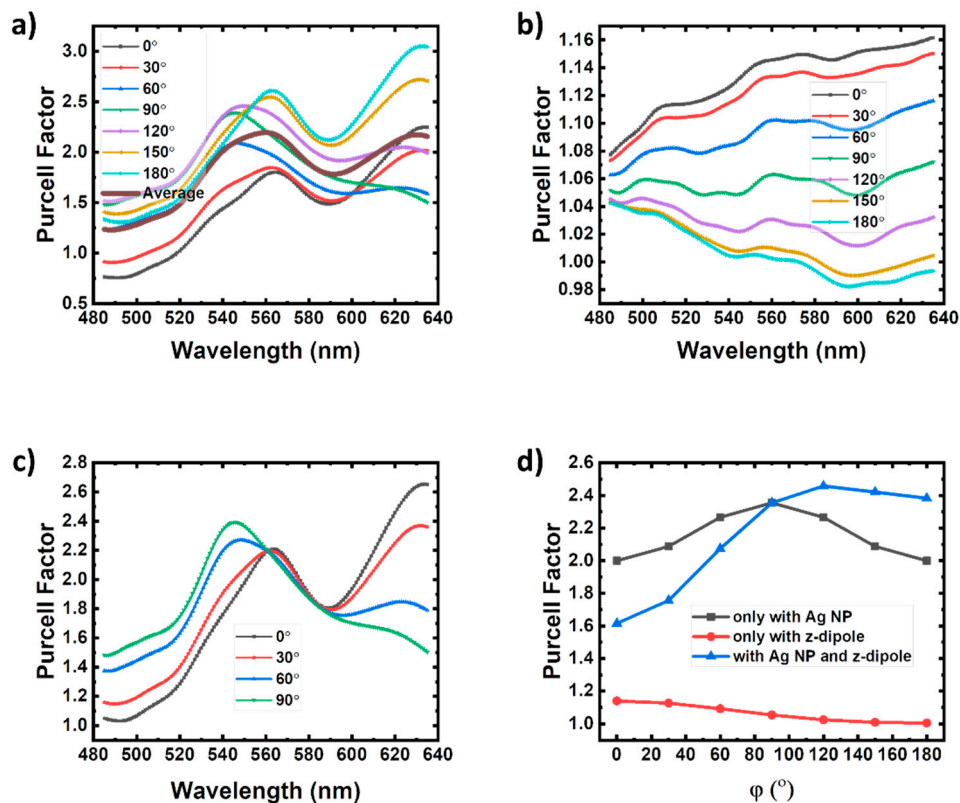 a)
Purcell Factor
3.0
2.5
2.0
1.5
1.0
0.5
0°
30°
60°
90°
120°
150°
180°
Average
480 500 520 540 560 580 600 620 640
Wavelength (nm)
b)
Purcell Factor
1.16
1.14
1.12
1.10
1.08
1.06
1.04
1.02
1.00
0.98
0°
30°
60°
90°
120°
150°
180°
480 500 520 540 560 580 600 620 640
Wavelength (nm)
c)
Purcell Factor
2.8
2.6
2.4
2.2
2.0
1.8
1.6
1.4
1.2
1.0
0°
30°
60°
90°
480 500 520 540 560 580 600 620 640
Wavelength (nm)
d)
Purcell Factor
2.6
2.4
2.2
2.0
1.8
1.6
1.4
1.2
1.0
only with Ag NP
only with z-dipole
with Ag NP and z-dipole
0 20 40 60 80 100 120 140 160 180
φ (°)